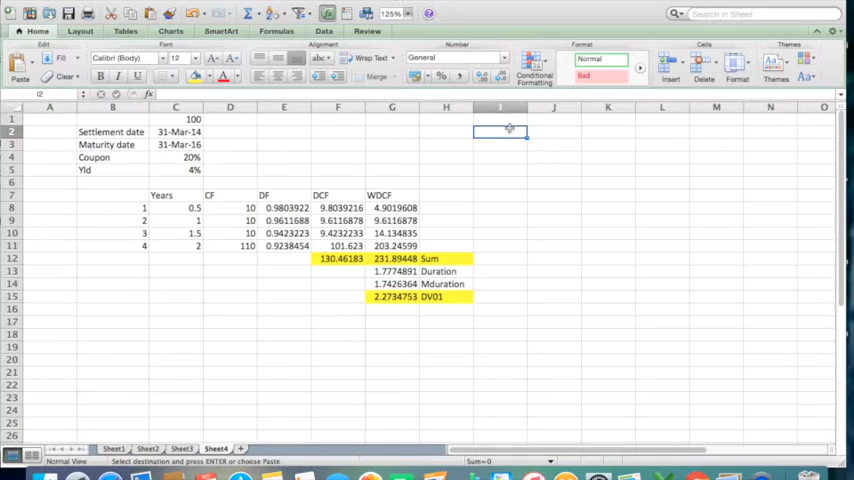 125%
Search in Sheet
Home Layout Tables Charts SmartArt Formulas Data Review
Edit Font Alignment Number Format Cells Themes
Fill Calibri (Body) 12 A A abc Wrap Text General Normal
Paste Clear B I U A Merge % , Conditional Formatting Bad Insert Delete Format Themes Aa
I2 fx
A B C D E F G H I J K L M N O
1 100
2 Settlement date 31-Mar-14
3 Maturity date 31-Mar-16
4 Coupon 20%
5 Yld 4%
6
7 Years CF DF DCF WDCF
8 1 0.5 10 0.9803922 9.8039216 4.9019608
9 2 1 10 0.9611688 9.6116878 9.6116878
10 3 1.5 10 0.9423223 9.4232233 14.134835
11 4 2 110 0.9238454 101.623 203.24599
12 130.46183 231.89448 Sum
13 1.7774891 Duration
14 1.7426364 Mduration
15 2.2734753 DV01
16
17
18
19
20
21
22
23
24
25
26
Sheet1 Sheet2 Sheet3 Sheet4 +
Normal View Select destination and press ENTER or choose Paste Sum=0